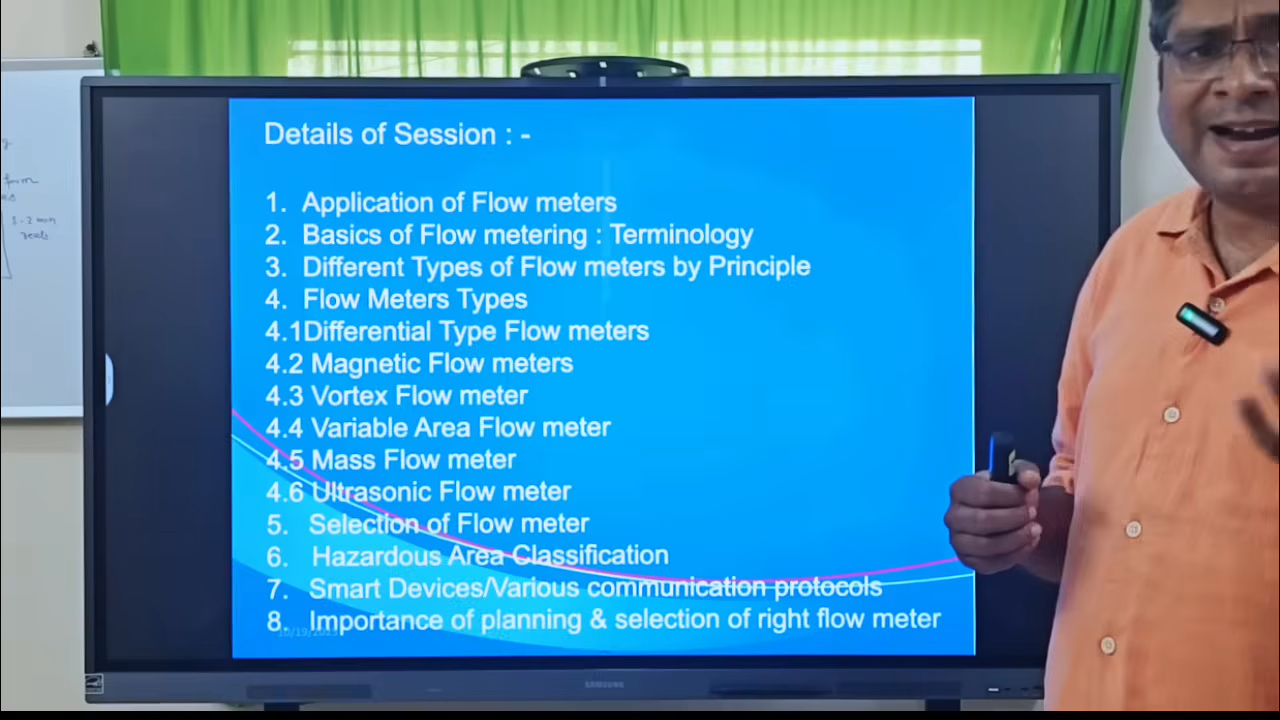 Details of Session : -
1. Application of Flow meters
2. Basics of Flow metering : Terminology
3. Different Types of Flow meters by Principle
4. Flow Meters Types
4.1Differential Type Flow meters
4.2 Magnetic Flow meters
4.3 Vortex Flow meter
4.4 Variable Area Flow meter
4.5 Mass Flow meter
4.6 Ultrasonic Flow meter
5. Selection of Flow meter
6. Hazardous Area Classification
7. Smart Devices/Various communication protocols
8. Importance of planning & selection of right flow meter
SAMSUNG